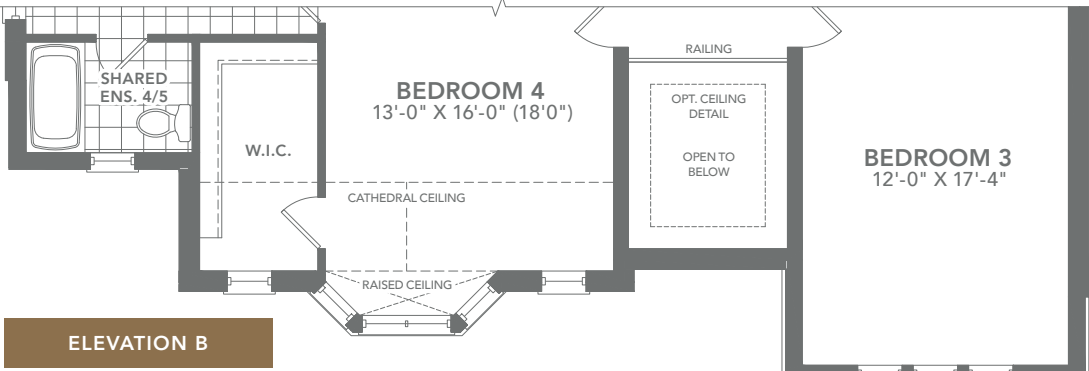 SHARED
ENS. 4/5
W.I.C.
BEDROOM 4
13'-0" X 16'-0" (18'0")
CATHEDRAL CEILING
RAISED CEILING
RAILING
OPT. CEILING
DETAIL
OPEN TO
BELOW
BEDROOM 3
12'-0" X 17'-4"
ELEVATION B